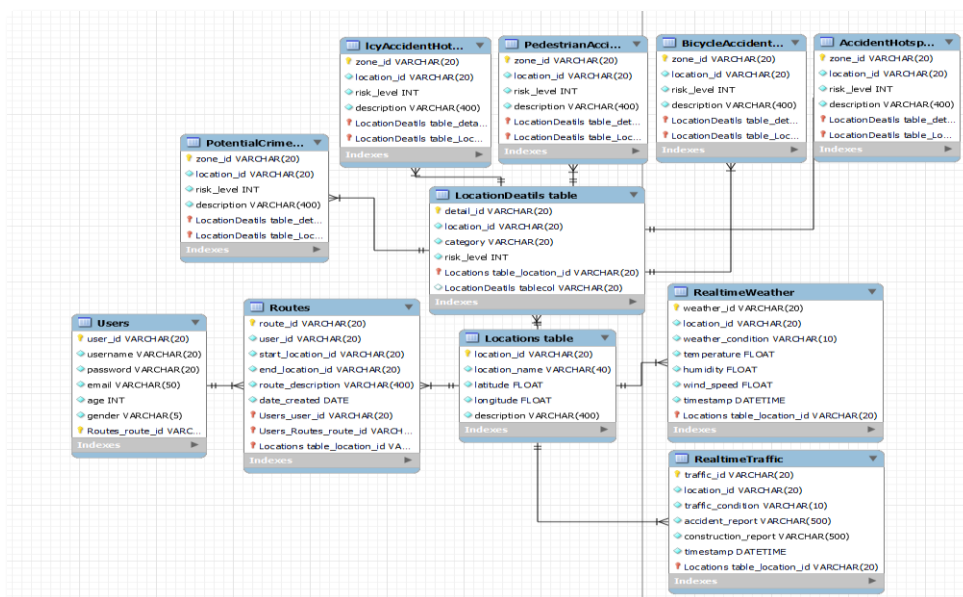 IcyAccidentHot...
zone_id VARCHAR(20)
location_id VARCHAR(20)
risk_level INT
description VARCHAR(400)
LocationDeatils table_deta...
LocationDeatils table_Loc...
Indexes
PedestrianAcci...
zone_id VARCHAR(20)
location_id VARCHAR(20)
risk_level INT
description VARCHAR(400)
LocationDeatils table_det...
LocationDeatils table_Loc...
Indexes
BicycleAccident...
zone_id VARCHAR(20)
location_id VARCHAR(20)
risk_level INT
description VARCHAR(400)
LocationDeatils table_det...
LocationDeatils table_Loc...
Indexes
AccidentHotsp...
zone_id VARCHAR(20)
location_id VARCHAR(20)
risk_level INT
description VARCHAR(400)
LocationDeatils table_det...
LocationDeatils table_Lo...
Indexes
PotentialCrime...
zone_id VARCHAR(20)
location_id VARCHAR(20)
risk_level INT
description VARCHAR(400)
LocationDeatils table_det...
LocationDeatils table_Loc...
Indexes
LocationDeatils table
detail_id VARCHAR(20)
location_id VARCHAR(20)
category VARCHAR(20)
risk_level INT
Locations table_location_id VARCHAR(20)
LocationDeatils tablecol VARCHAR(20)
Indexes
Users
user_id VARCHAR(20)
username VARCHAR(20)
password VARCHAR(20)
email VARCHAR(50)
age INT
gender VARCHAR(5)
Routes_route_id VARC...
Indexes
Routes
route_id VARCHAR(20)
user_id VARCHAR(20)
start_location_id VARCHAR(20)
end_location_id VARCHAR(20)
route_description VARCHAR(400)
date_created DATE
Users_user_id VARCHAR(20)
Users_Routes_route_id VARCH...
Locations table_location_id VA...
Indexes
Locations table
location_id VARCHAR(20)
location_name VARCHAR(40)
latitude FLOAT
longitude FLOAT
description VARCHAR(400)
Indexes
RealtimeWeather
weather_id VARCHAR(20)
location_id VARCHAR(20)
weather_condition VARCHAR(10)
temperature FLOAT
humidity FLOAT
wind_speed FLOAT
timestamp DATETIME
Locations table_location_id VARCHAR(20)
Indexes
RealtimeTraffic
traffic_id VARCHAR(20)
location_id VARCHAR(20)
traffic_condition VARCHAR(10)
accident_report VARCHAR(500)
construction_report VARCHAR(500)
timestamp DATETIME
Locations table_location_id VARCHAR(20)
Indexes